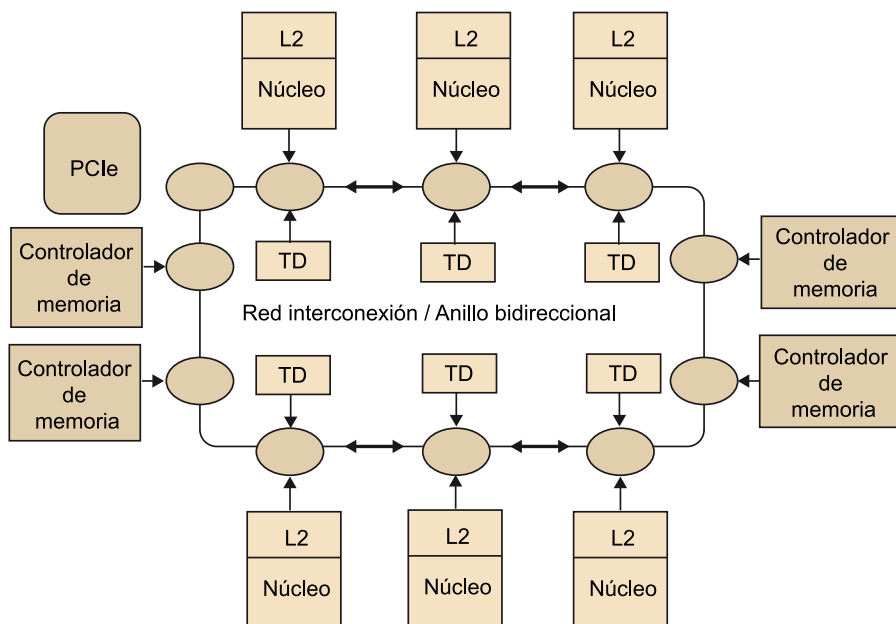 L2
Núcleo
L2
Núcleo
L2
Núcleo
PCIe
Controlador
de
memoria
TD
TD
TD
Controlador
de
memoria
Red interconexión / Anillo bidireccional
Controlador
de
memoria
TD
TD
TD
Controlador
de
memoria
L2
Núcleo
L2
Núcleo
L2
Núcleo